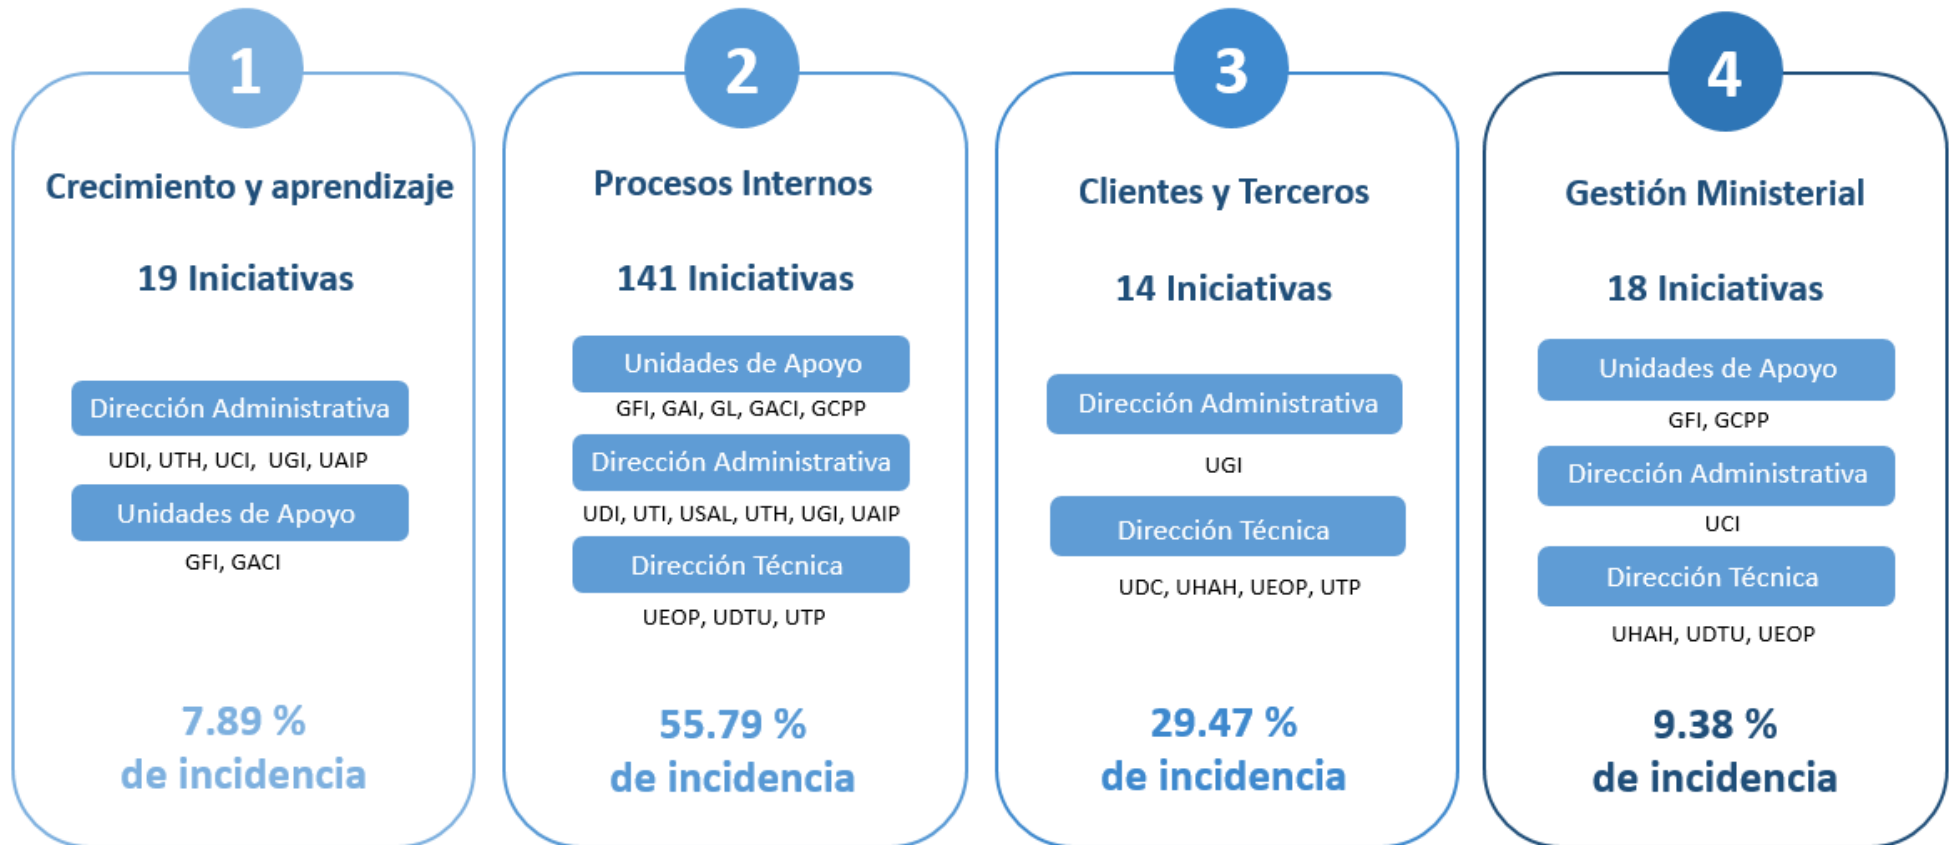 1
Crecimiento y aprendizaje
19 Iniciativas
Dirección Administrativa
UDI, UTH, UCI, UGI, UAIP
Unidades de Apoyo
GFI, GACI
7.89 %
de incidencia
2
Procesos Internos
141 Iniciativas
Unidades de Apoyo
GFI, GAI, GL, GACI, GCPP
Dirección Administrativa
UDI, UTI, USAL, UTH, UGI, UAIP
Dirección Técnica
UEOP, UDTU, UTP
55.79 %
de incidencia
3
Clientes y Terceros
14 Iniciativas
Dirección Administrativa
UGI
Dirección Técnica
UDC, UHAH, UEOP, UTP
29.47 %
de incidencia
4
Gestión Ministerial
18 Iniciativas
Unidades de Apoyo
GFI, GCPP
Dirección Administrativa
UCI
Dirección Técnica
UHAH, UDTU, UEOP
9.38 %
de incidencia